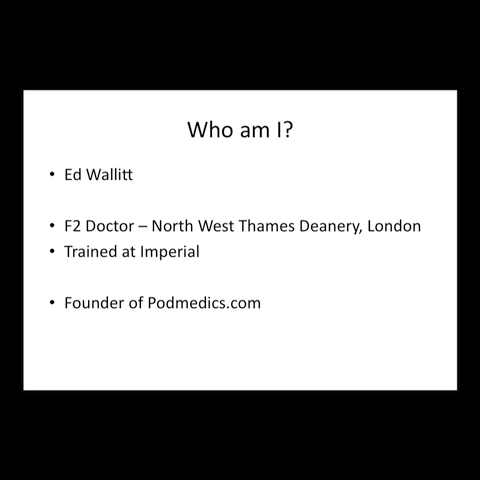 Who am I?
• Ed Wallitt
• F2 Doctor – North West Thames Deanery, London
• Trained at Imperial
• Founder of Podmedics.com